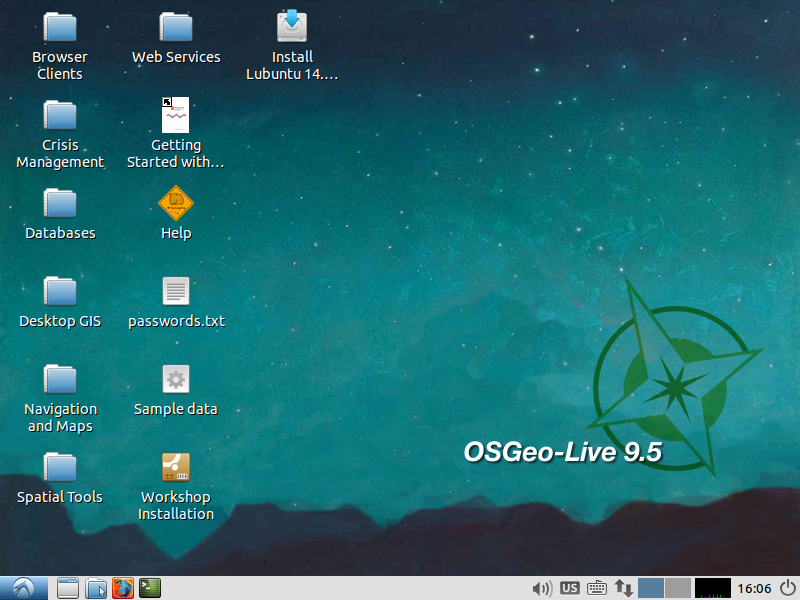 Browser
Clients
Web Services
Install
Lubuntu 14....
Crisis
Management
Getting
Started with...
Databases
Help
Desktop GIS
passwords.txt
Navigation
and Maps
Sample data
Spatial Tools
Workshop
Installation
OSGeo-Live 9.5
US
16:06